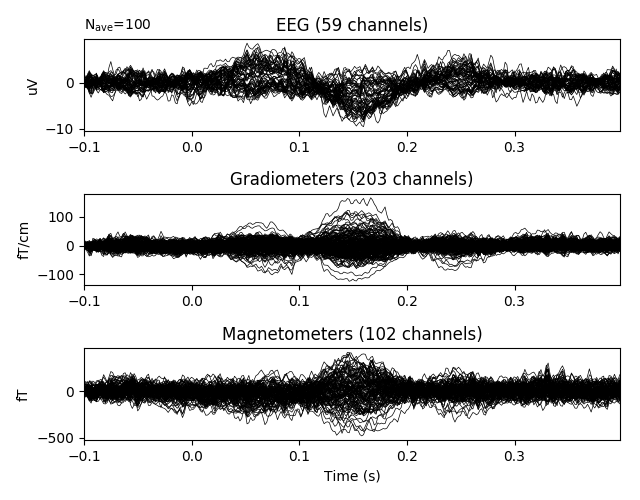 N_ave=100
EEG (59 channels)
uV
0
−10
−0.1 0.0 0.1 0.2 0.3
Gradiometers (203 channels)
fT/cm
100
0
−100
−0.1 0.0 0.1 0.2 0.3
Magnetometers (102 channels)
fT
0
−500
−0.1 0.0 0.1 0.2 0.3
Time (s)